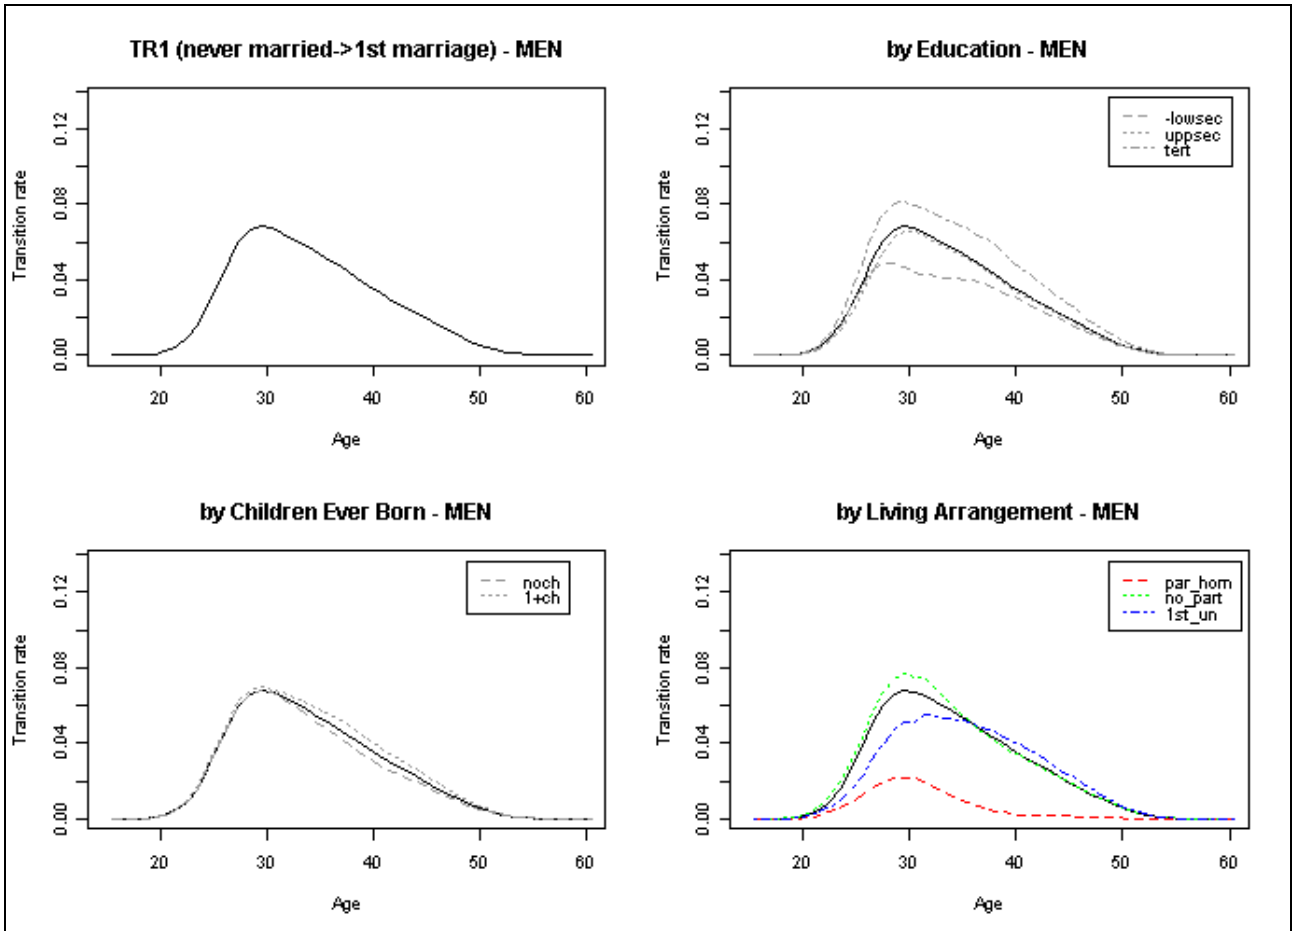 TR1 (never married->1st marriage) - MEN
Transition rate
0.00 0.04 0.08 0.12
20 30 40 50 60
Age
by Education - MEN
-lowsec
uppsec
tert
Transition rate
0.00 0.04 0.08 0.12
20 30 40 50 60
Age
by Children Ever Born - MEN
noch
1+ch
Transition rate
0.00 0.04 0.08 0.12
20 30 40 50 60
Age
by Living Arrangement - MEN
par_hom
no_part
1st_un
Transition rate
0.00 0.04 0.08 0.12
20 30 40 50 60
Age